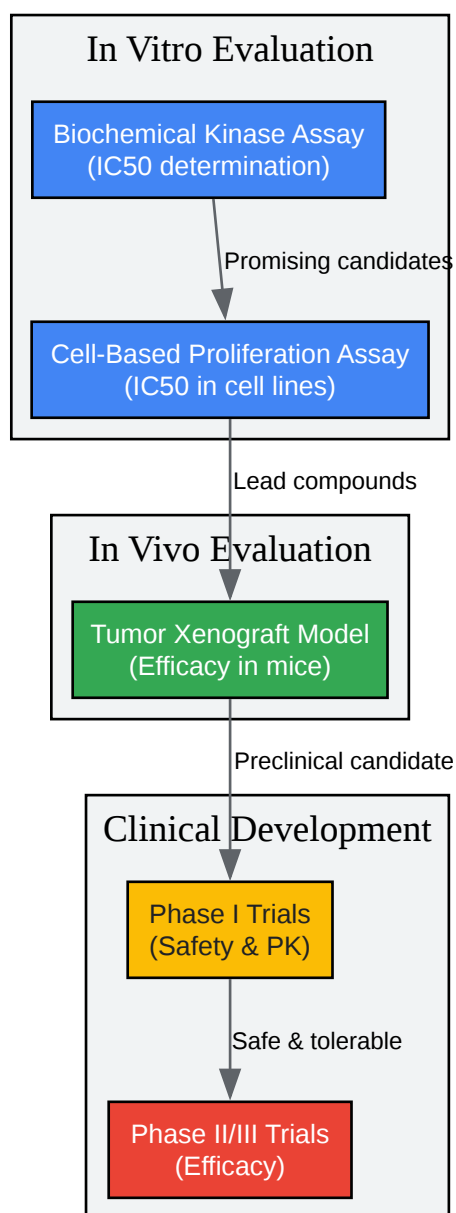 In Vitro Evaluation
Biochemical Kinase Assay
(IC50 determination)
Promising candidates
Cell-Based Proliferation Assay
(IC50 in cell lines)
Lead compounds
In Vivo Evaluation
Tumor Xenograft Model
(Efficacy in mice)
Preclinical candidate
Clinical Development
Phase I Trials
(Safety & PK)
Safe & tolerable
Phase II/III Trials
(Efficacy)